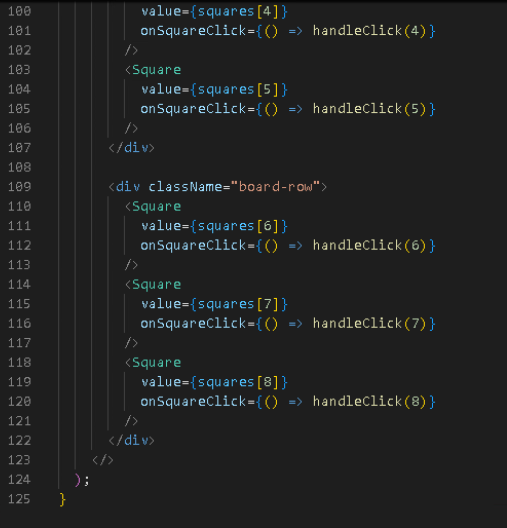 100 value={squares[4]}
101 onSquareClick={() => handleClick(4)}
102 />
103 <Square
104 value={squares[5]}
105 onSquareClick={() => handleClick(5)}
106 />
107 </div>
108
109 <div className="board-row">
110 <Square
111 value={squares[6]}
112 onSquareClick={() => handleClick(6)}
113 />
114 <Square
115 value={squares[7]}
116 onSquareClick={() => handleClick(7)}
117 />
118 <Square
119 value={squares[8]}
120 onSquareClick={() => handleClick(8)}
121 />
122 </div>
123 </>
124 );
125 }